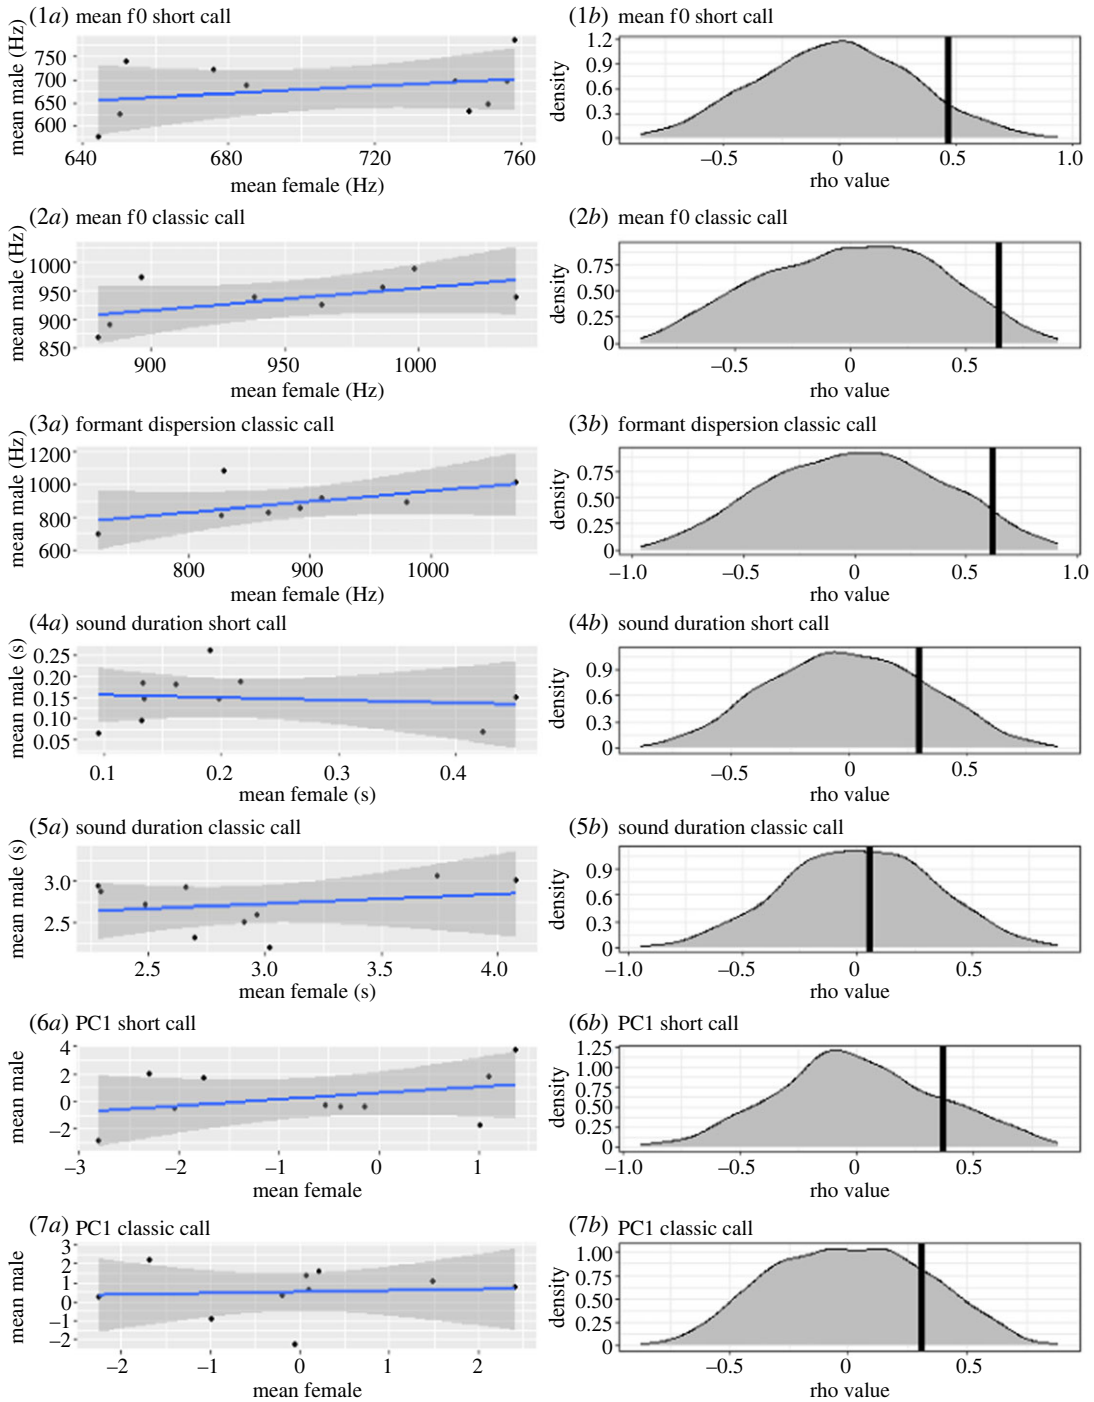 (1a) mean f0 short call
mean male (Hz)
750
700
650
600
640 680 720 760
mean female (Hz)
(1b) mean f0 short call
density
1.2
0.9
0.6
0.3
0
–0.5 0 0.5 1.0
rho value
(2a) mean f0 classic call
mean male (Hz)
1000
950
900
850
900 950 1000
mean female (Hz)
(2b) mean f0 classic call
density
0.75
0.50
0.25
0
–0.5 0 0.5
rho value
(3a) formant dispersion classic call
mean male (Hz)
1200
1000
800
600
800 900 1000
mean female (Hz)
(3b) formant dispersion classic call
density
0.75
0.50
0.25
0
–1.0 –0.5 0 0.5 1.0
rho value
(4a) sound duration short call
mean male (s)
0.25
0.20
0.15
0.10
0.05
0.1 0.2 0.3 0.4
mean female (s)
(4b) sound duration short call
density
0.9
0.6
0.3
0
–0.5 0 0.5
rho value
(5a) sound duration classic call
mean male (s)
3.0
2.5
2.5 3.0 3.5 4.0
mean female (s)
(5b) sound duration classic call
density
0.9
0.6
0.3
0
–1.0 –0.5 0 0.5
rho value
(6a) PC1 short call
mean male
4
2
0
–2
–3 –2 –1 0 1
mean female
(6b) PC1 short call
density
1.25
1.00
0.75
0.50
0.25
0
–1.0 –0.5 0 0.5
rho value
(7a) PC1 classic call
mean male
3
2
1
0
–1
–2
–2 –1 0 1 2
mean female
(7b) PC1 classic call
density
1.00
0.75
0.50
0.25
0
–0.5 0 0.5
rho value